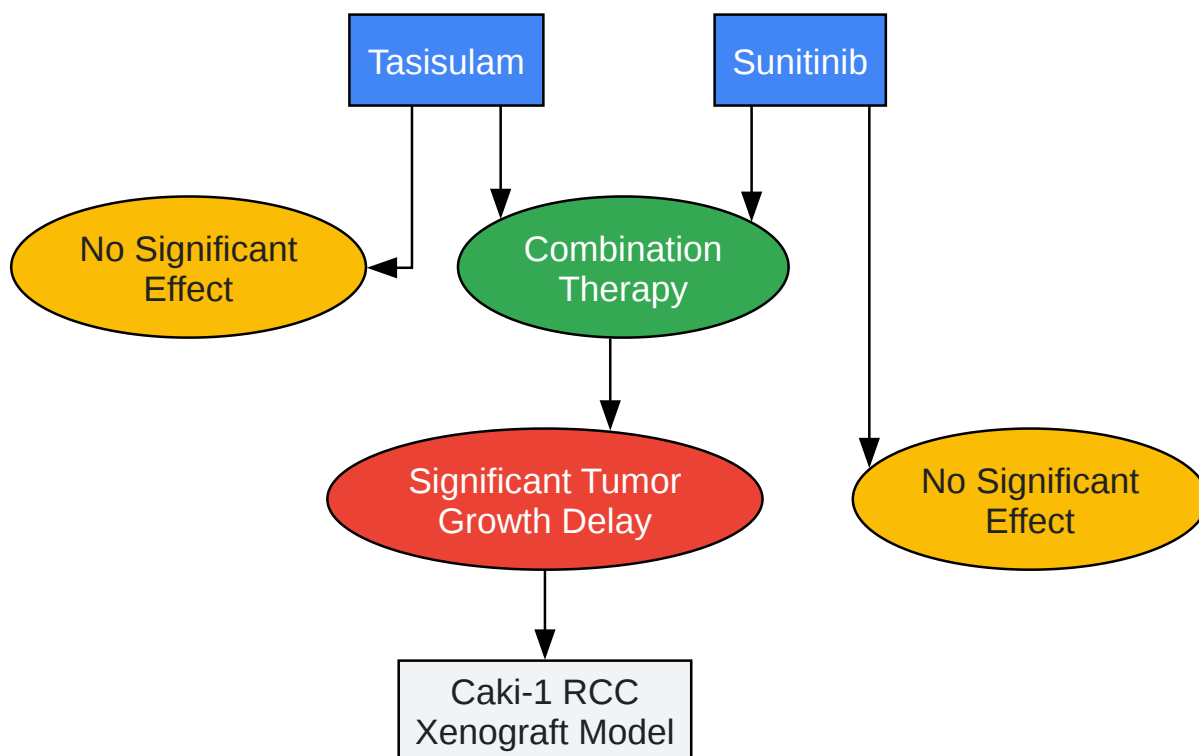 Tasisulam
Sunitinib
No Significant
Effect
Combination
Therapy
Significant Tumor
Growth Delay
No Significant
Effect
Caki-1 RCC
Xenograft Model